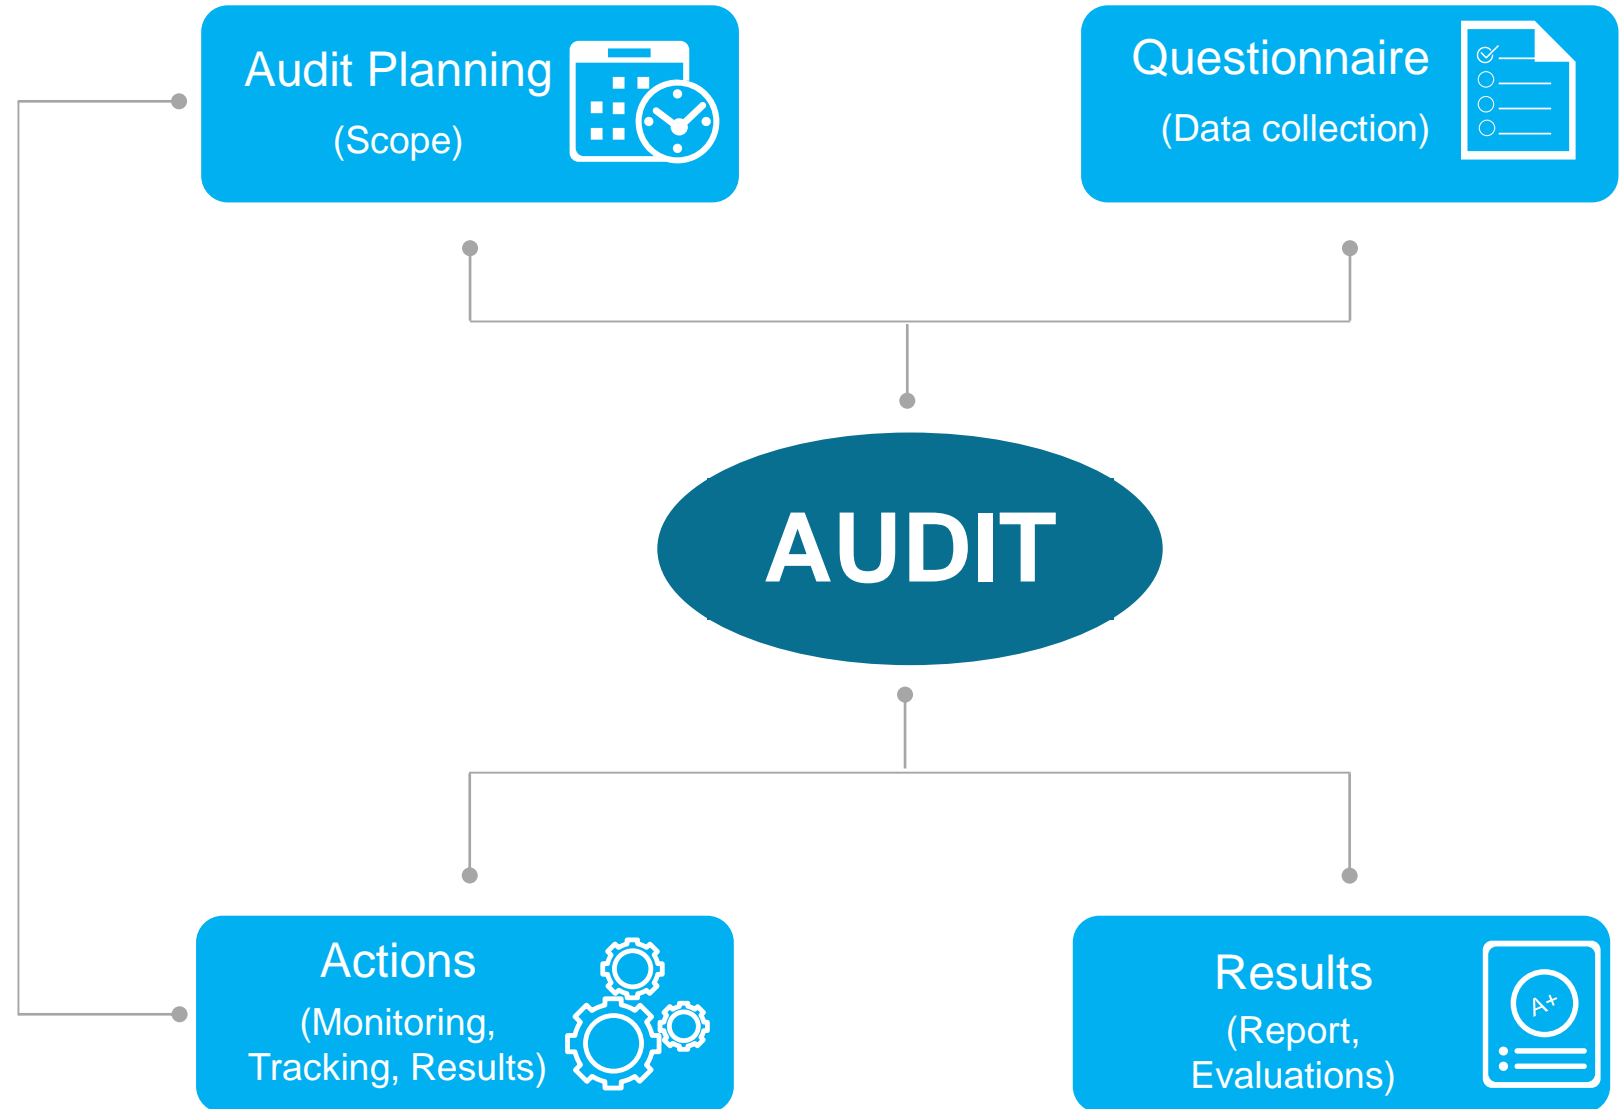 Audit Planning
(Scope)
Questionnaire
(Data collection)
AUDIT
Actions
(Monitoring,
Tracking, Results)
Results
(Report,
Evaluations)
A+